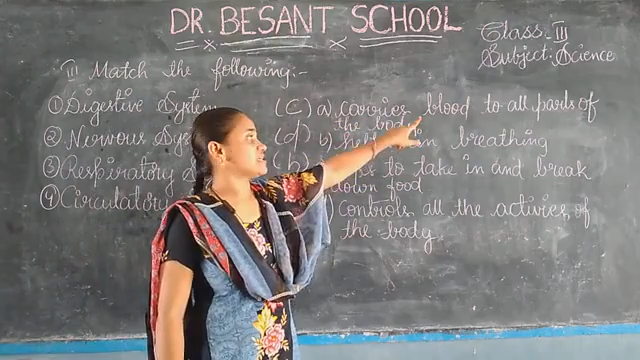 DR. BESANT SCHOOL
Class-III
Subject: Science
III Match the following:-
① Digestive System (c) a) carries blood to all parts of
the body
② Nervous (d) b) helps in breathing
③ Respiratory (b) to take in and break
down food
④ Circulatory Controls all the activies of
the body